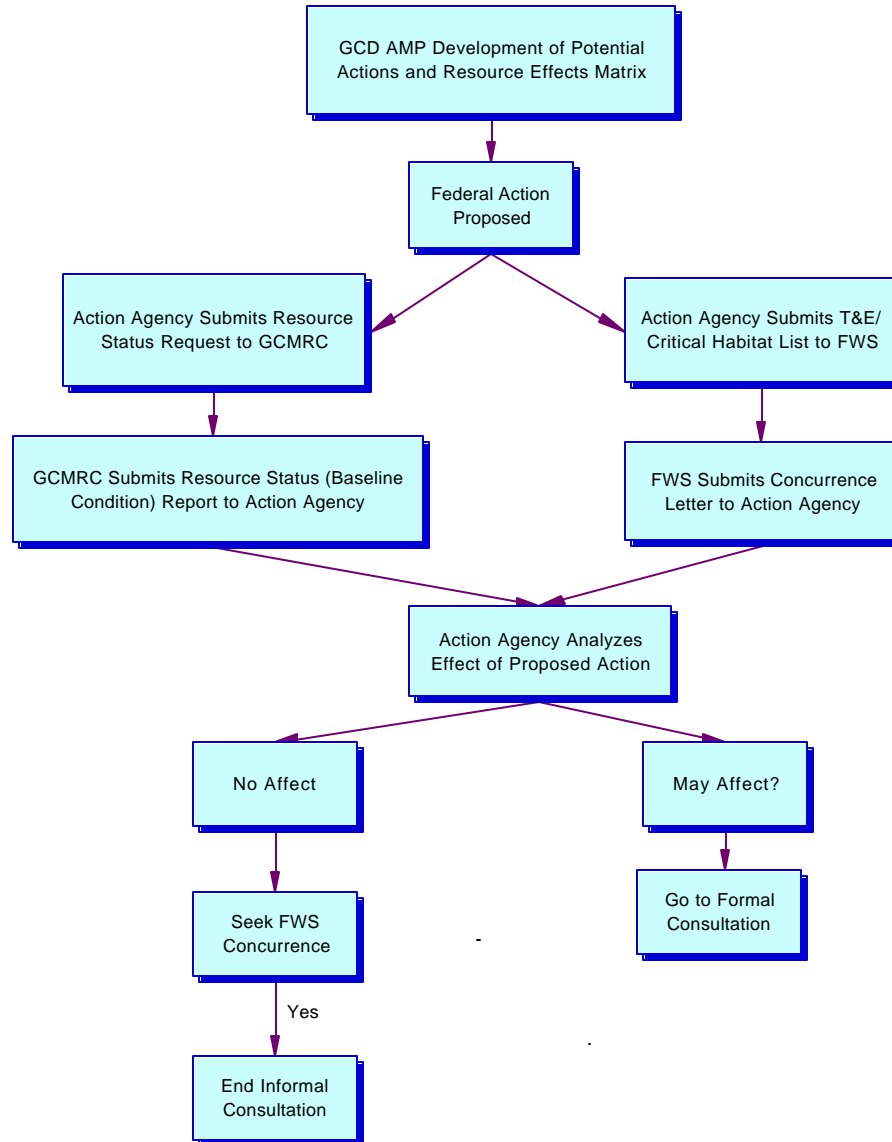 GCD AMP Development of Potential
Actions and Resource Effects Matrix
Federal Action
Proposed
Action Agency Submits Resource
Status Request to GCMRC
Action Agency Submits T&E/
Critical Habitat List to FWS
GCMRC Submits Resource Status (Baseline
Condition) Report to Action Agency
FWS Submits Concurrence
Letter to Action Agency
Action Agency Analyzes
Effect of Proposed Action
No Affect
May Affect?
Seek FWS
Concurrence
Go to Formal
Consultation
Yes
End Informal
Consultation